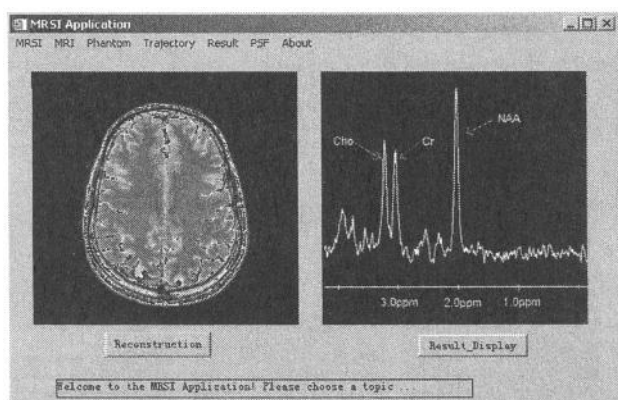 MRSI Application
MRSI MRI Phantom Trajectory Result PSF About
NAA
Cho Cr
3.0ppm 2.0ppm 1.0ppm
Reconstruction Result_Display
Welcome to the MRSI Application! Please choose a topic ...